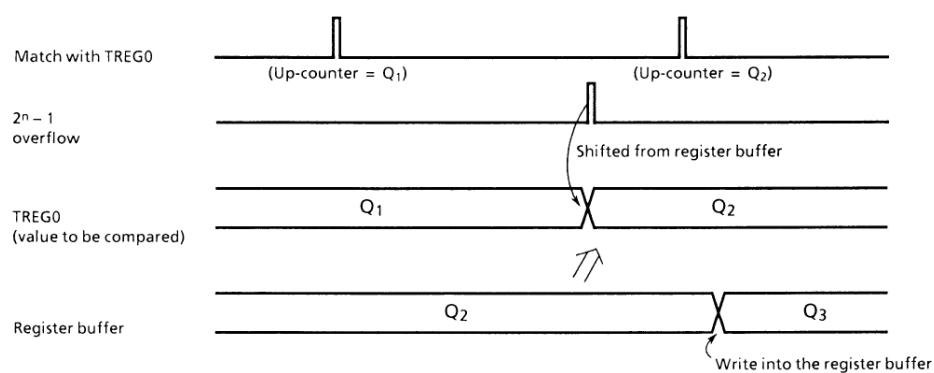 Match with TREG0
(Up-counter = Q₁)
(Up-counter = Q₂)
2ⁿ – 1
overflow
Shifted from register buffer
TREG0
(value to be compared)
Q₁
Q₂
Register buffer
Q₂
Q₃
Write into the register buffer